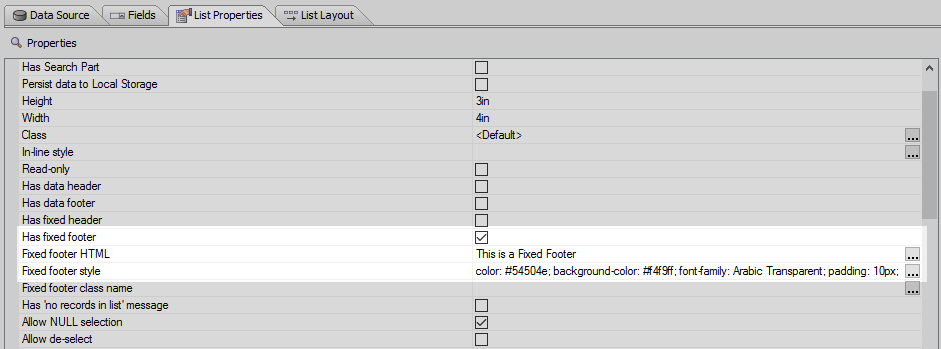 Data Source Fields List Properties List Layout
Properties
Has Search Part
Persist data to Local Storage
Height 3in
Width 4in
Class <Default> ...
In-line style ...
Read-only
Has data header
Has data footer
Has fixed header
Has fixed footer
Fixed footer HTML This is a Fixed Footer ...
Fixed footer style color: #54504e; background-color: #f4f9ff; font-family: Arabic Transparent; padding: 10px; ...
Fixed footer class name ...
Has 'no records in list' message
Allow NULL selection
Allow de-select